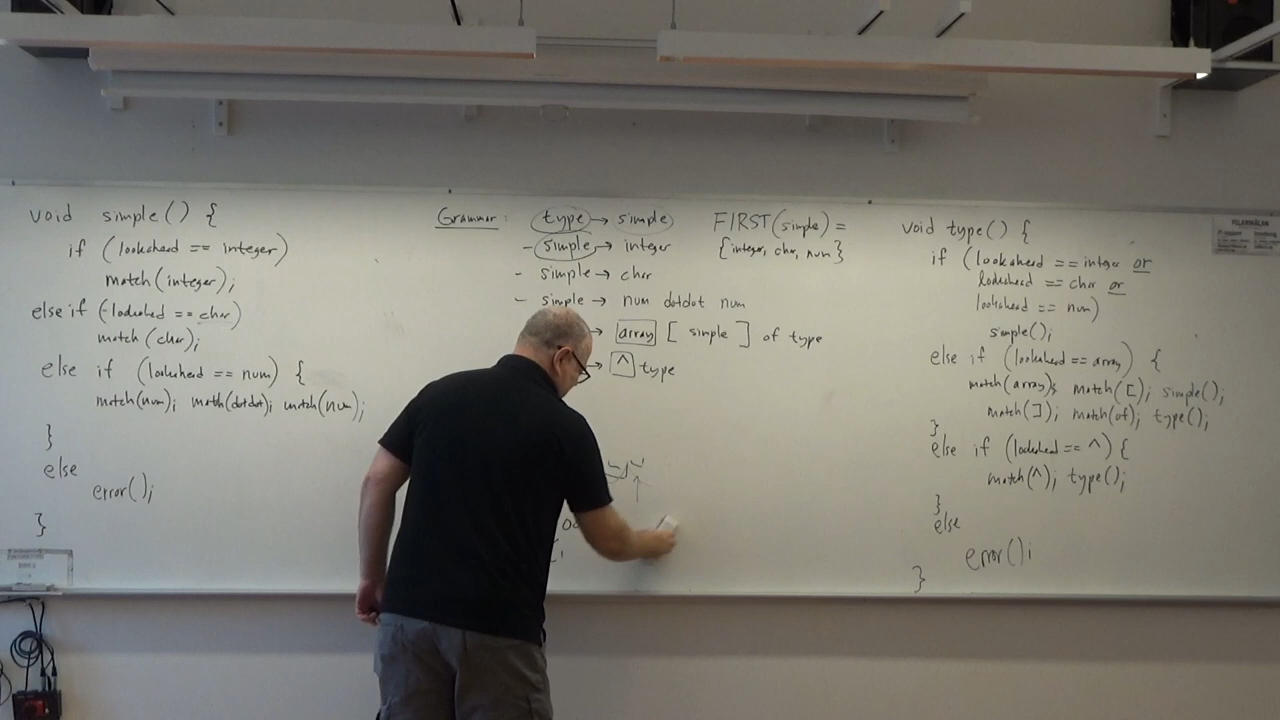 void simple() {
if (lookahead == integer)
match(integer);
else if (lookahead == char)
match(char);
else if (lookahead == num) {
match(num); match(dotdot); match(num);
}
else
error();
}
Grammar: type → simple
- simple → integer
- simple → char
- simple → num dotdot num
→ array [ simple ] of type
→ ^ type
FIRST(simple) =
{integer, char, num}
void type() {
if (lookahead == integer or
lookahead == char or
lookahead == num)
simple();
else if (lookahead == array) {
match(array); match([); simple();
match(]); match(of); type();
}
else if (lookahead == ^) {
match(^); type();
}
else
error();
}